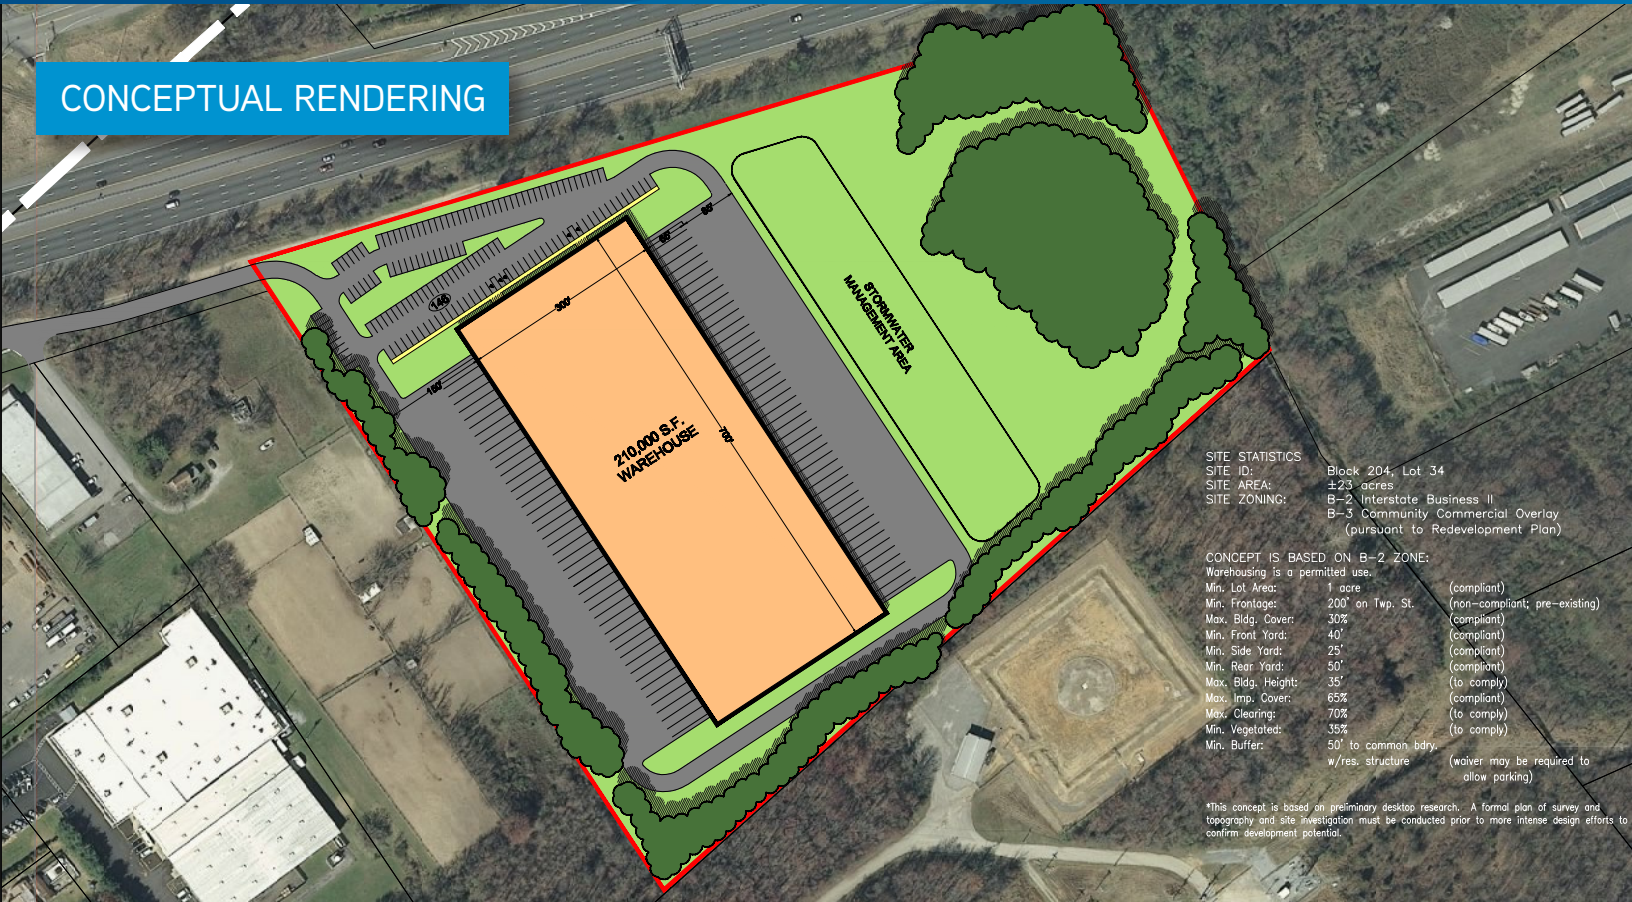 CONCEPTUAL RENDERING
60'
60'
300'
146
180'
STORMWATER
MANAGEMENT AREA
700'
210,000 S.F.
WAREHOUSE
SITE STATISTICS
SITE ID: Block 204, Lot 34
SITE AREA: ±23 acres
SITE ZONING: B-2 Interstate Business II
B-3 Community Commercial Overlay
(pursuant to Redevelopment Plan)
CONCEPT IS BASED ON B-2 ZONE:
Warehousing is a permitted use.
Min. Lot Area: 1 acre (compliant)
Min. Frontage: 200' on Twp. St. (non-compliant; pre-existing)
Max. Bldg. Cover: 30% (compliant)
Min. Front Yard: 40' (compliant)
Min. Side Yard: 25' (compliant)
Min. Rear Yard: 50' (compliant)
Max. Bldg. Height: 35' (to comply)
Max. Imp. Cover: 65% (compliant)
Max. Clearing: 70% (to comply)
Min. Vegetated: 35% (to comply)
Min. Buffer: 50' to common bdry.
w/res. structure (waiver may be required to
allow parking)
*This concept is based on preliminary desktop research. A formal plan of survey and
topography and site investigation must be conducted prior to more intense design efforts to
confirm development potential.